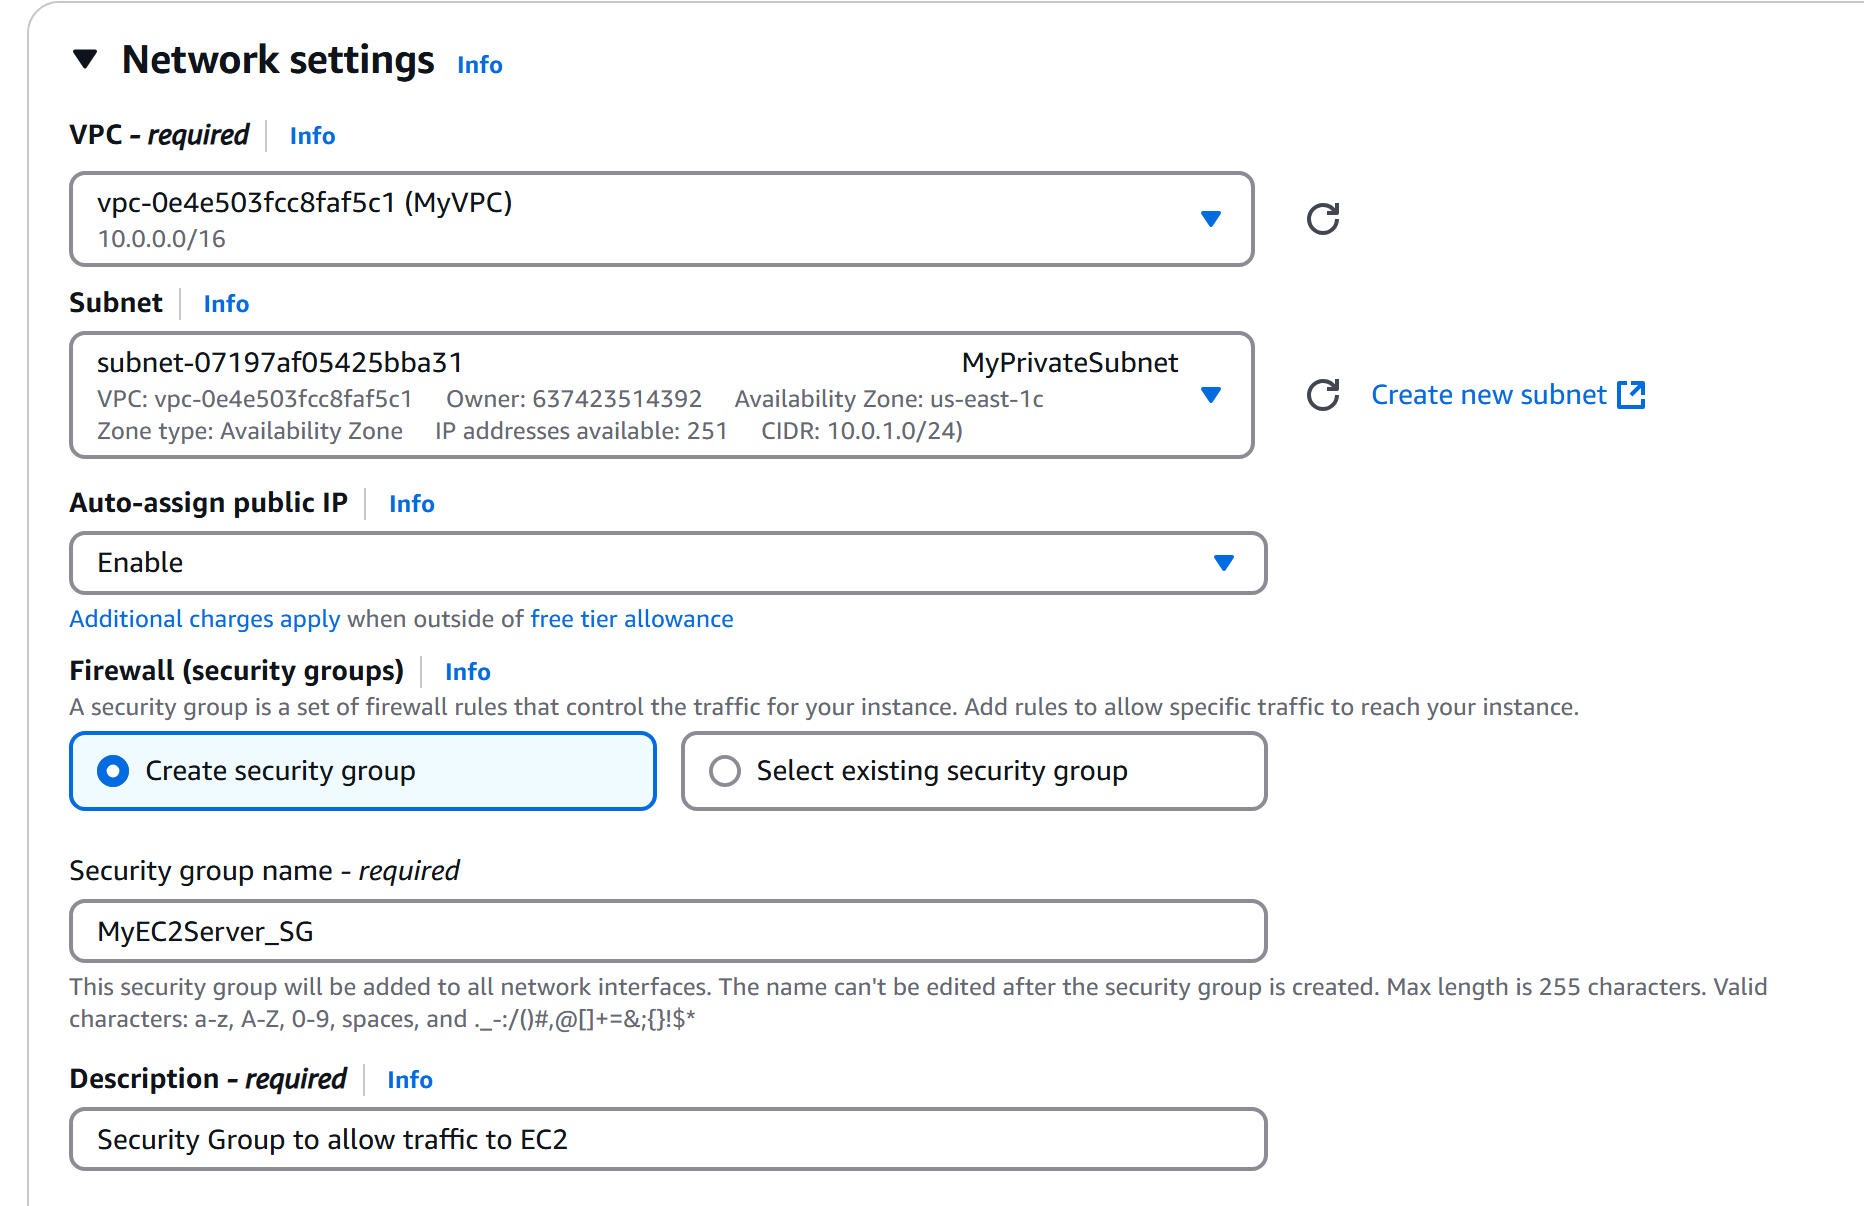 Network settings Info
VPC - required Info
vpc-0e4e503fcc8faf5c1 (MyVPC)
10.0.0.0/16
Subnet Info
subnet-07197af05425bba31 MyPrivateSubnet
VPC: vpc-0e4e503fcc8faf5c1 Owner: 637423514392 Availability Zone: us-east-1c
Zone type: Availability Zone IP addresses available: 251 CIDR: 10.0.1.0/24)
Create new subnet
Auto-assign public IP Info
Enable
Additional charges apply when outside of free tier allowance
Firewall (security groups) Info
A security group is a set of firewall rules that control the traffic for your instance. Add rules to allow specific traffic to reach your instance.
Create security group Select existing security group
Security group name - required
MyEC2Server_SG
This security group will be added to all network interfaces. The name can't be edited after the security group is created. Max length is 255 characters. Valid
characters: a-z, A-Z, 0-9, spaces, and ._-:/()#,@[]+=&;{}!$*
Description - required Info
Security Group to allow traffic to EC2